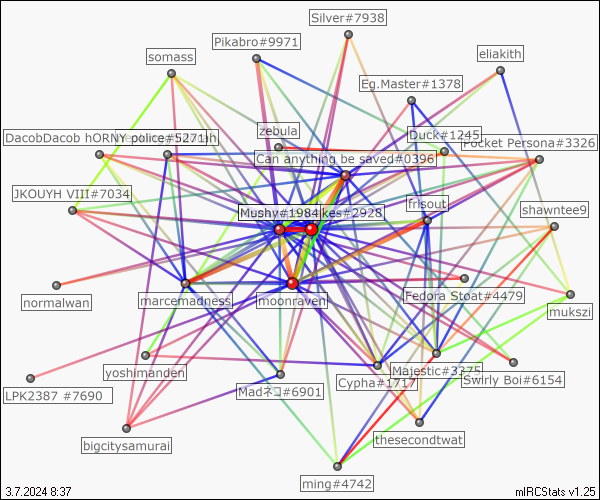 Silver#7938
Pikabro#9971
eliakith
somass
Eg.Master#1378
zebula
Duck#1245
DacobDacob hORNY police#5271
Pocket Persona#3326
Can anything be saved#0396
JKOUYH VIII#7034
frisout
shawntee9
Mushy#1984
ikes#2928
normalwan
marcemadness
moonraven
Fedora Stoat#4479
mukszi
yoshimanden
Majestic#3375
Swlrly Boi#6154
Cypha#1717
LPK2387 #7690
Madネコ#6901
bigcitysamurai
thesecondtwat
ming#4742
3.7.2024 8:37
mIRCStats v1.25